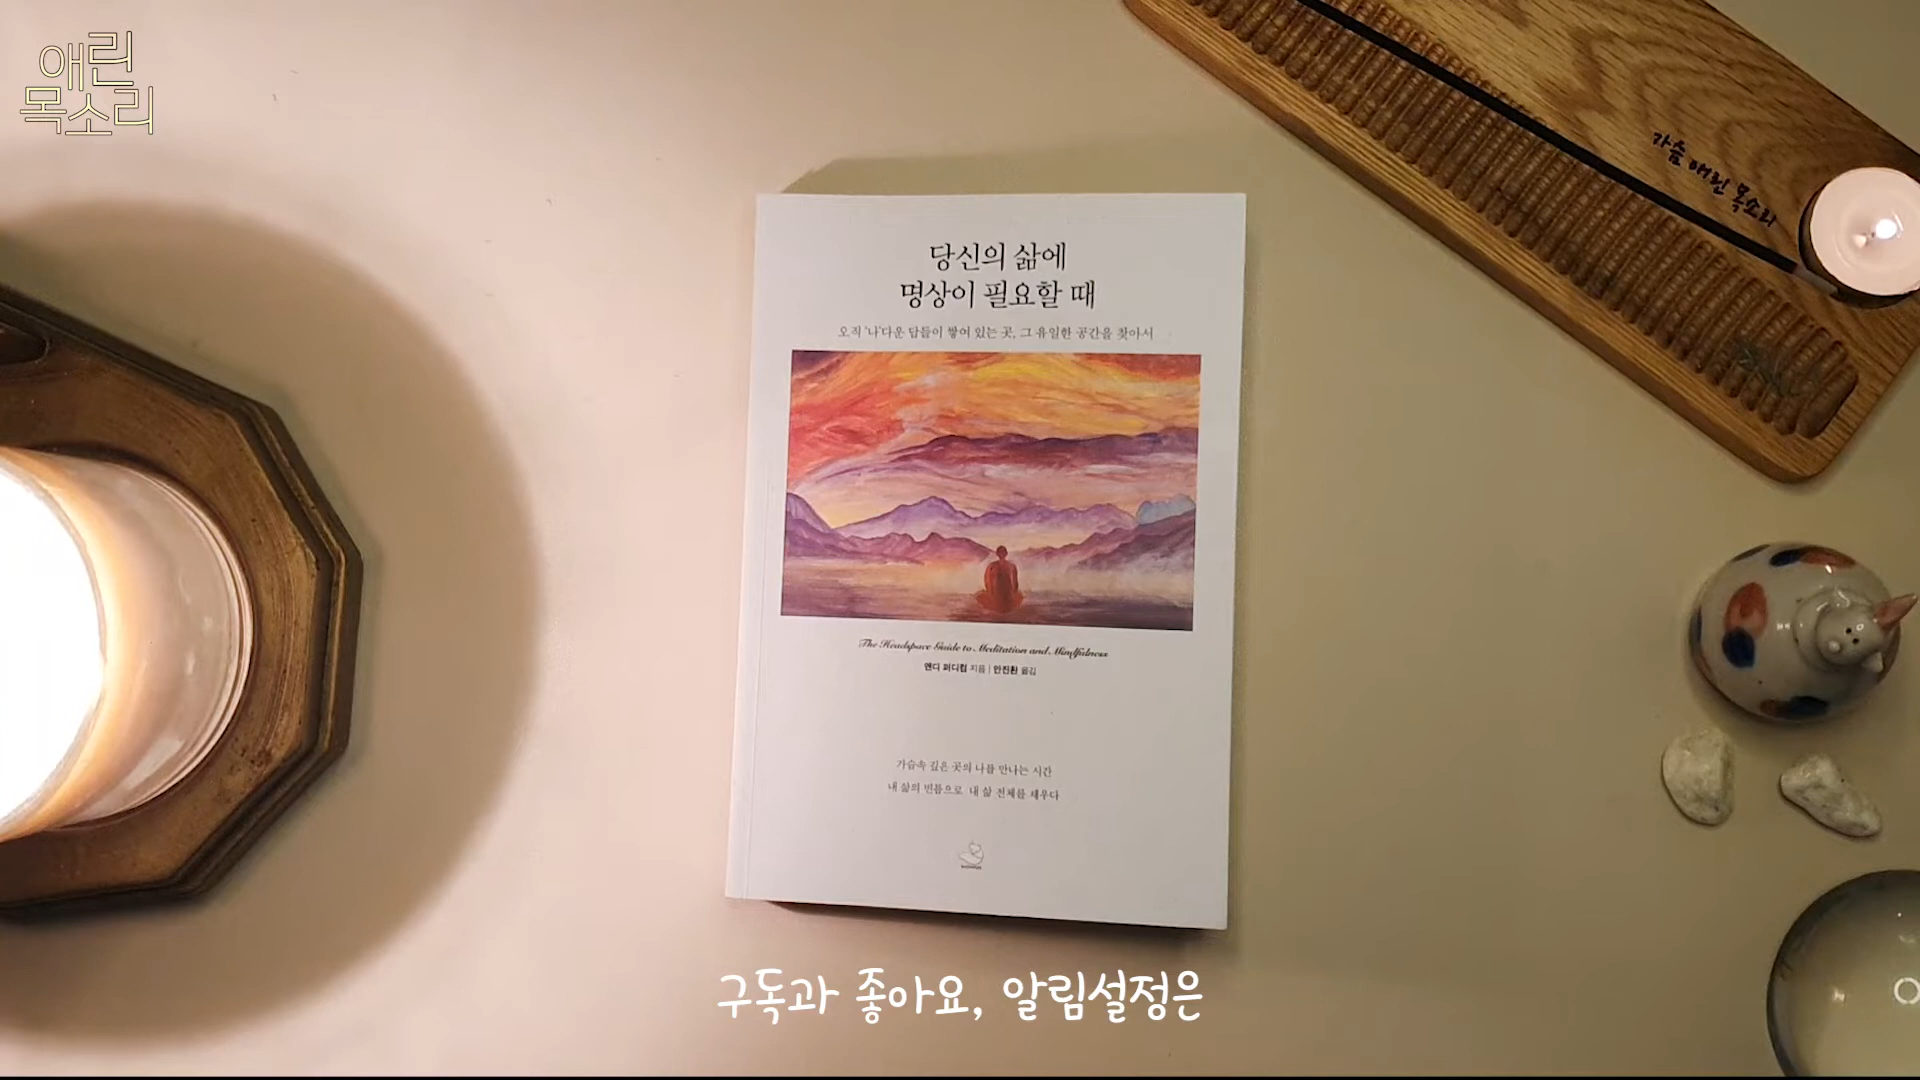 애린
목소리
가슴 애린 목소리
당신의 삶에
명상이 필요할 때
오직 '나'다운 답들이 쌓여 있는 곳, 그 유일한 공간을 찾아서
The Headspace Guide to Meditation and Mindfulness
앤디 퍼디컴 지음 | 안진환 옮김
가슴속 깊은 곳의 나를 만나는 시간
내 삶의 빈틈으로 내 삶 전체를 채우다
구독과 좋아요, 알림설정은